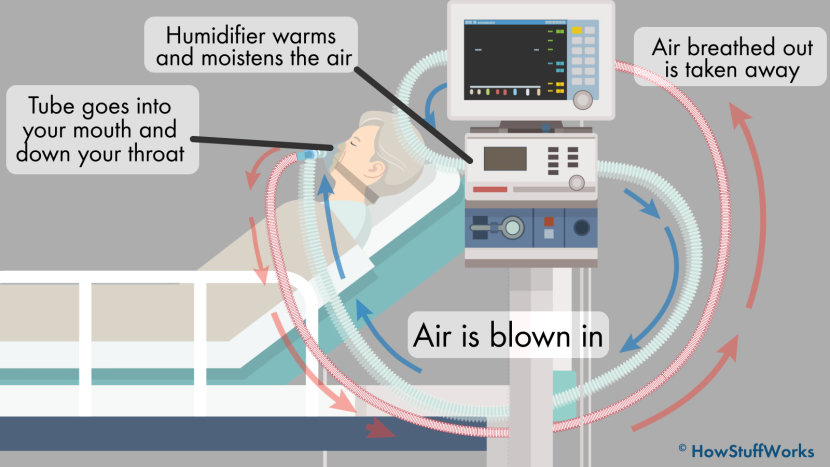 Humidifier warms
and moistens the air
Air breathed out
is taken away
Tube goes into
your mouth and
down your throat
Air is blown in
© HowStuffWorks